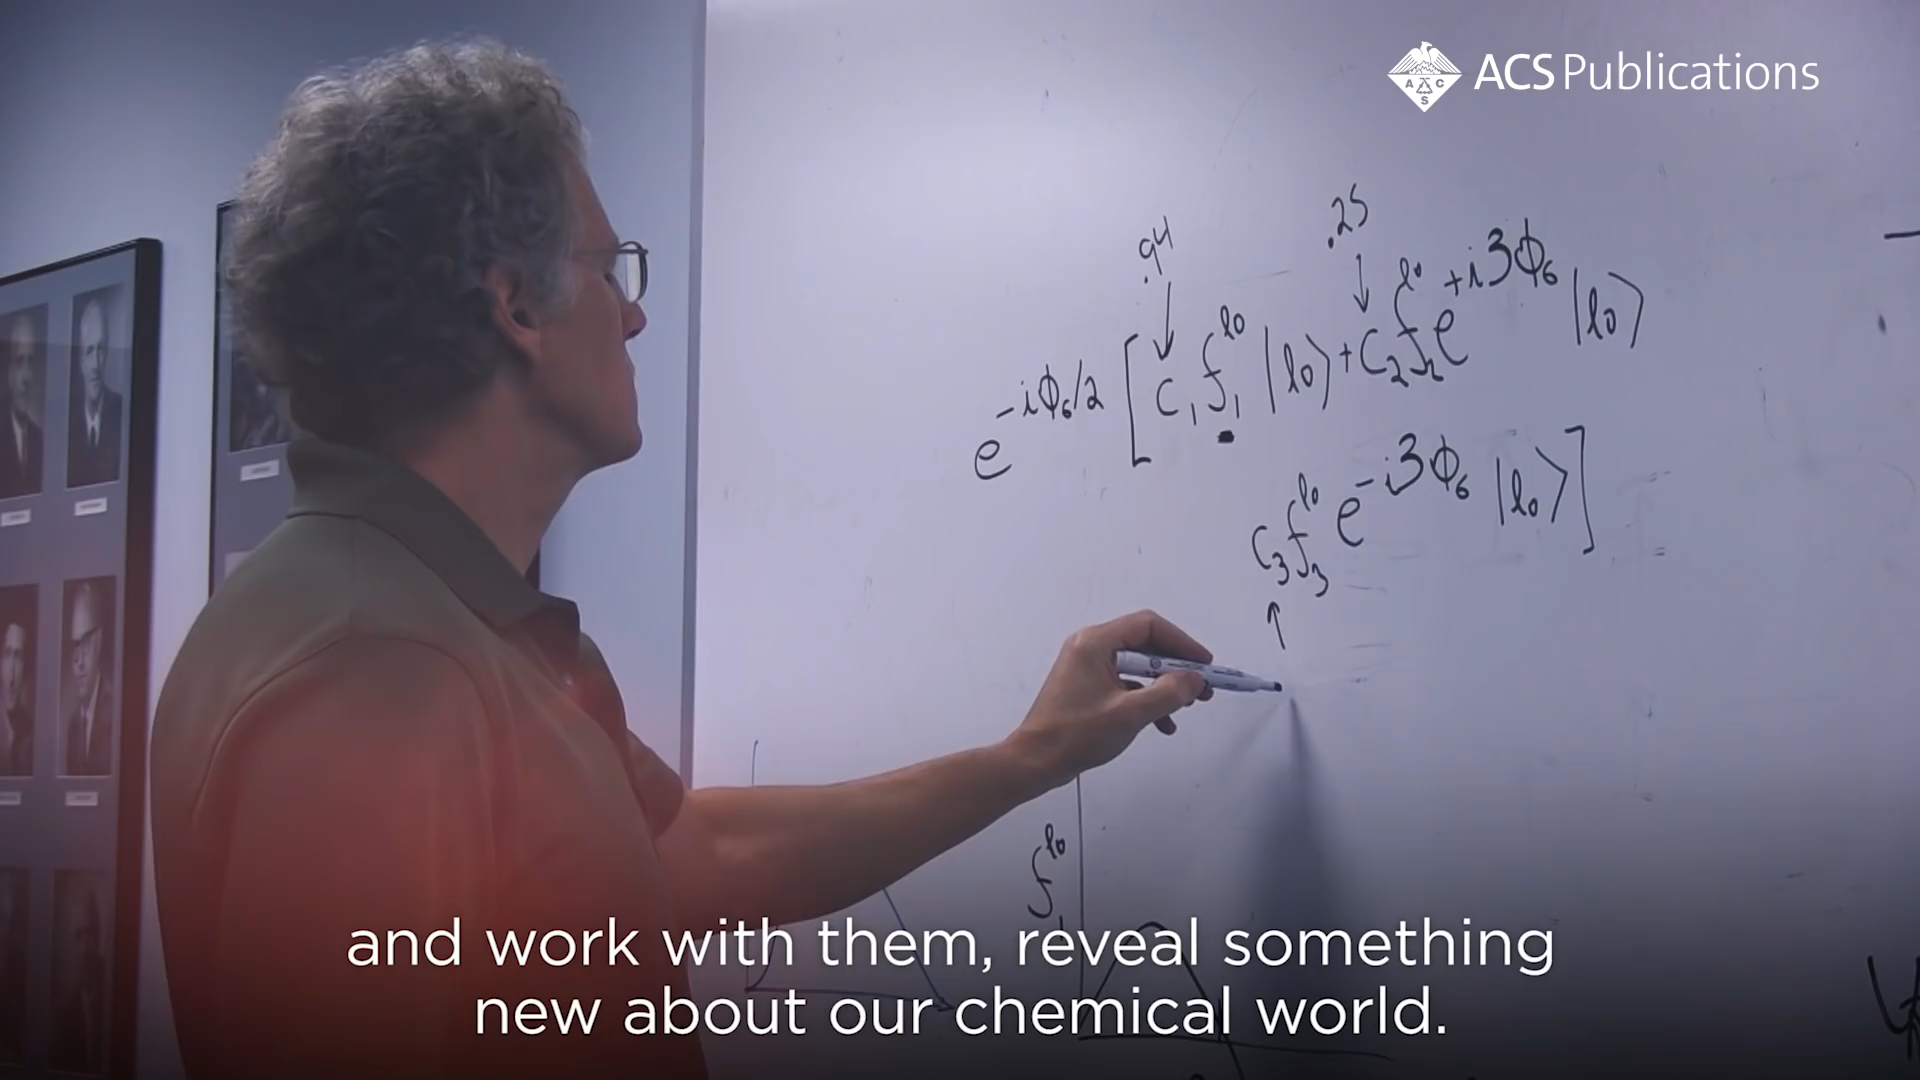 ACS Publications
A C S
.94
.25
e^{-iϕ₆/2} [c₁ f₁^{l0} |l0⟩ + c₂ f₂^{l0} e^{+i3ϕ₆} |l0⟩
c₃ f₃^{l0} e^{-i3ϕ₆} |l0⟩]
f₁^{l0}
and work with them, reveal something
new about our chemical world.